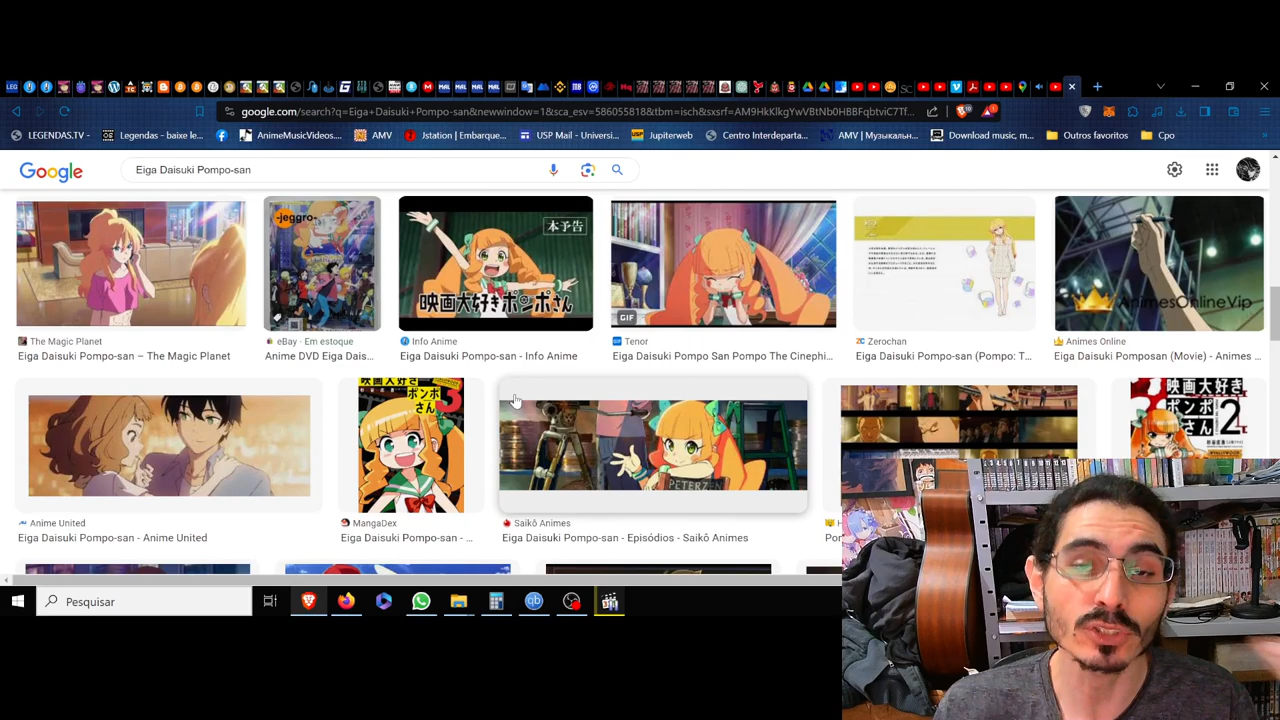 LEG
google.com/search?q=Eiga+Daisuki+Pompo-san&newwindow=1&sca_esv=586055818&tbm=isch&sxsrf=AM9HkKlkgYwVBtNb0HBBFqbtviC7Tf...
LEGENDAS.TV -
Legendas - baixe le...
AnimeMusicVideos....
AMV
Jstation | Embarque...
USP Mail - Universi...
Jupiterweb
Centro Interdeparta...
AMV | Музыкальн...
Download music, m...
Outros favoritos
Cpo
Google
Eiga Daisuki Pompo-san
-jeggro-
本予告
映画大好きポンポさん
GIF
AnimesOnlineVip
The Magic Planet
eBay · Em estoque
Info Anime
Tenor
Zerochan
Animes Online
Eiga Daisuki Pompo-san – The Magic Planet
Anime DVD Eiga Dais...
Eiga Daisuki Pompo-san - Info Anime
Eiga Daisuki Pompo San Pompo The Cinephi...
Eiga Daisuki Pompo-san (Pompo: T...
Eiga Daisuki Pomposan (Movie) - Animes ...
映画大好き
ポンポ
さん
3
PETERZEN
映画大好き
ポンポさん
2
Anime United
MangaDex
Saikô Animes
Eiga Daisuki Pompo-san - Anime United
Eiga Daisuki Pompo-san - ...
Eiga Daisuki Pompo-san - Episódios - Saikô Animes
Pesquisar